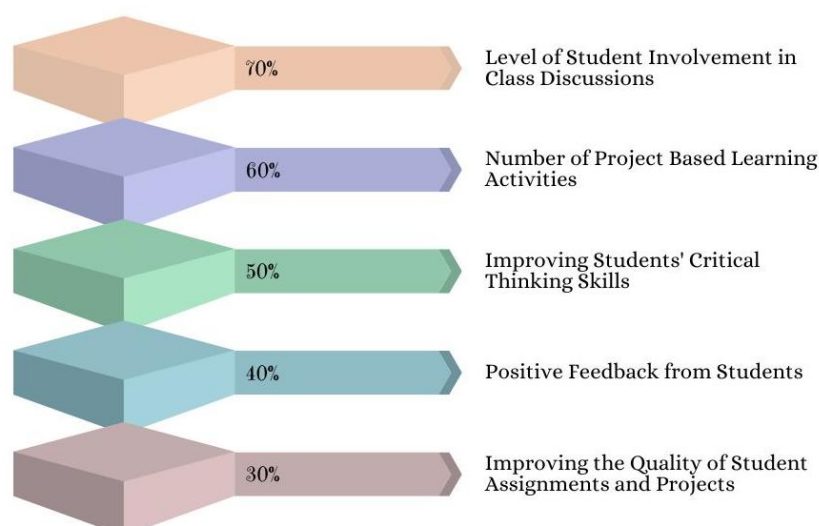 70%
Level of Student Involvement in
Class Discussions
60%
Number of Project Based Learning
Activities
50%
Improving Students' Critical
Thinking Skills
40%
Positive Feedback from Students
30%
Improving the Quality of Student
Assignments and Projects